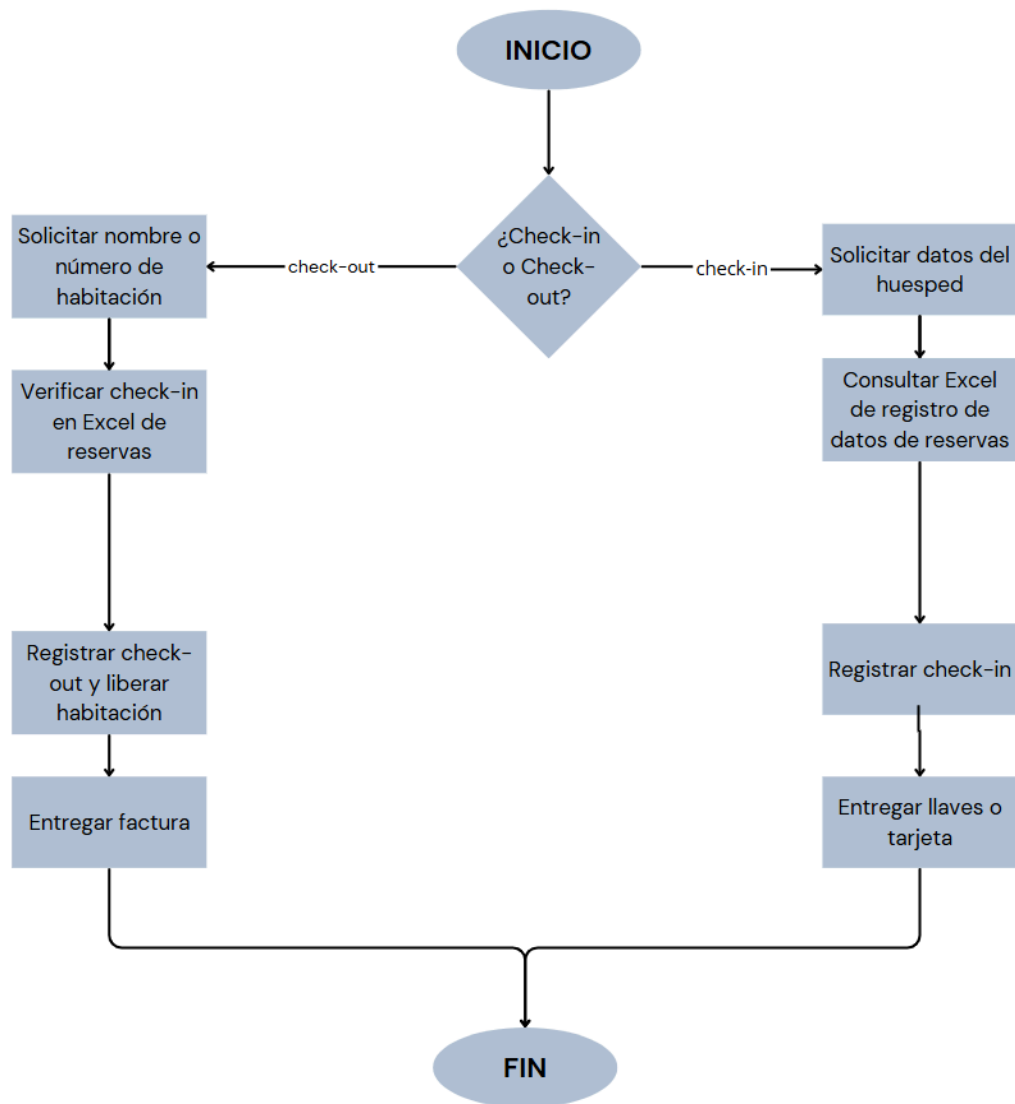 INICIO
¿Check-in
o Check-
out?
check-out
check-in
Solicitar nombre o
número de
habitación
Verificar check-in
en Excel de
reservas
Registrar check-
out y liberar
habitación
Entregar factura
Solicitar datos del
huesped
Consultar Excel
de registro de
datos de reservas
Registrar check-in
Entregar llaves o
tarjeta
FIN